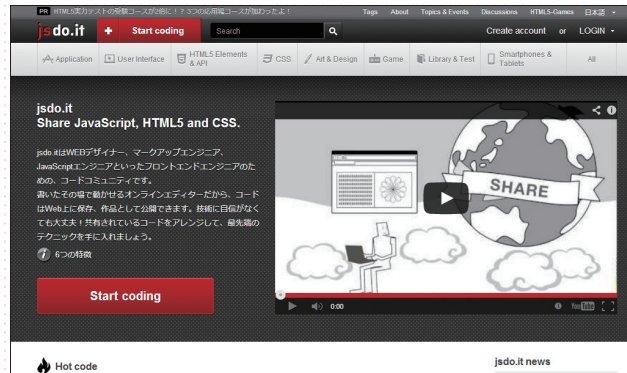 PR HTML5実力テストの受験コースが2倍に!? 3つの応用編コースが加わったよ!
Tags About Topics & Events Discussions HTML5-Games 日本語
jsdo.it + Start coding Search Create account or LOGIN
Application User Interface HTML5 Elements & API CSS Art & Design Game Library & Test Smartphones & Tablets All
jsdo.it
Share JavaScript, HTML5 and CSS.
jsdo.itはWEBデザイナー、マークアップエンジニア、
JavaScriptエンジニアといったフロントエンドエンジニアのた
めの、コードコミュニティです。
書いたその場で動かせるオンラインエディターだから、コード
はWeb上に保存、作品として公開できます。技術に自信がなく
ても大丈夫！共有されているコードをアレンジして、最先端の
テクニックを手に入れましょう。
6つの特徴
Start coding
SHARE
0:00
YouTube
Hot code
jsdo.it news